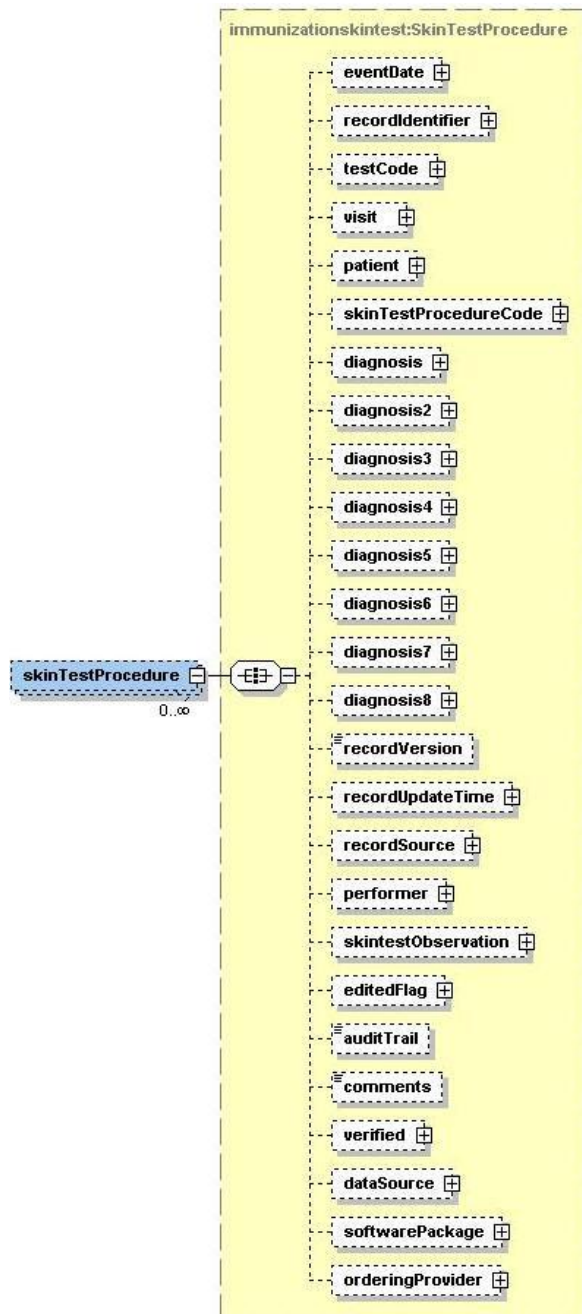 immunizationskintest:SkinTestProcedure
eventDate
recordIdentifier
testCode
visit
patient
skinTestProcedureCode
diagnosis
diagnosis2
diagnosis3
diagnosis4
diagnosis5
diagnosis6
diagnosis7
skinTestProcedure
0..∞
diagnosis8
recordVersion
recordUpdateTime
recordSource
performer
skintestObservation
editedFlag
auditTrail
comments
verified
dataSource
softwarePackage
orderingProvider